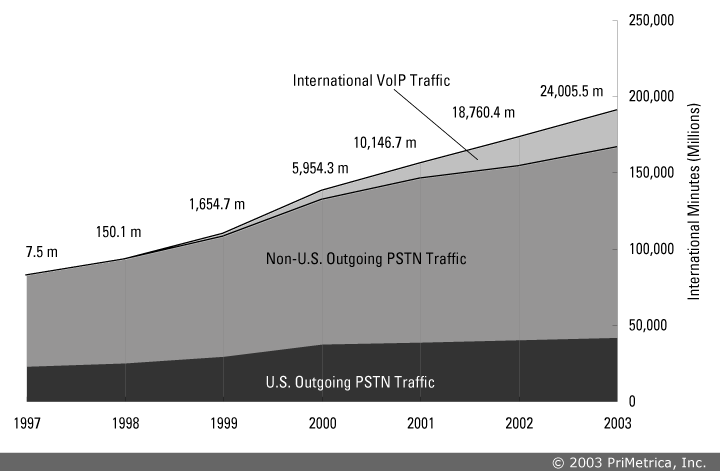 250,000
International VoIP Traffic
200,000
24,005.5 m
18,760.4 m
10,146.7 m
5,954.3 m
150,000
1,654.7 m
150.1 m
7.5 m
100,000
Non-U.S. Outgoing PSTN Traffic
50,000
U.S. Outgoing PSTN Traffic
0
International Minutes (Millions)
1997 1998 1999 2000 2001 2002 2003
© 2003 PriMetrica, Inc.